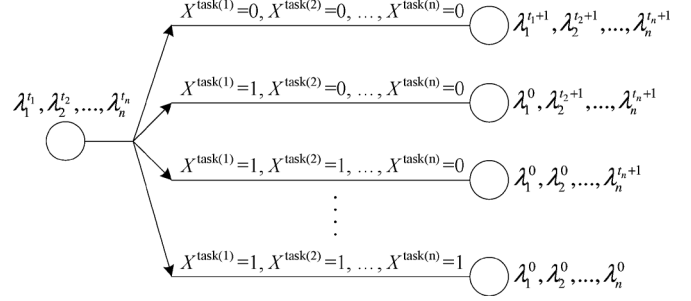 X^task(1)=0, X^task(2)=0, ..., X^task(n)=0
λ_1^{t_1+1}, λ_2^{t_2+1},...,λ_n^{t_n+1}
X^task(1)=1, X^task(2)=0, ..., X^task(n)=0
λ_1^0, λ_2^{t_2+1},...,λ_n^{t_n+1}
λ_1^{t_1}, λ_2^{t_2},...,λ_n^{t_n}
X^task(1)=1, X^task(2)=1, ..., X^task(n)=0
λ_1^0, λ_2^0,...,λ_n^{t_n+1}
X^task(1)=1, X^task(2)=1, ..., X^task(n)=1
λ_1^0, λ_2^0,...,λ_n^0